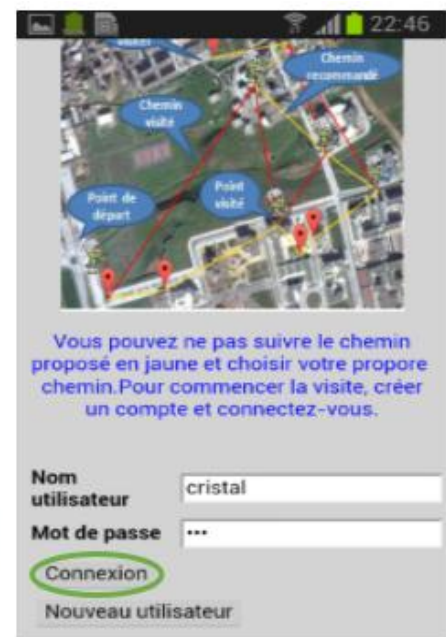 22:46
visiter
Chemin
recommandé
Chemin
visité
Point de
départ
Point
visité
Vous pouvez ne pas suivre le chemin
proposé en jaune et choisir votre propore
chemin.Pour commencer la visite, créer
un compte et connectez-vous.
Nom
utilisateur
cristal
Mot de passe
•••
Connexion
Nouveau utilisateur